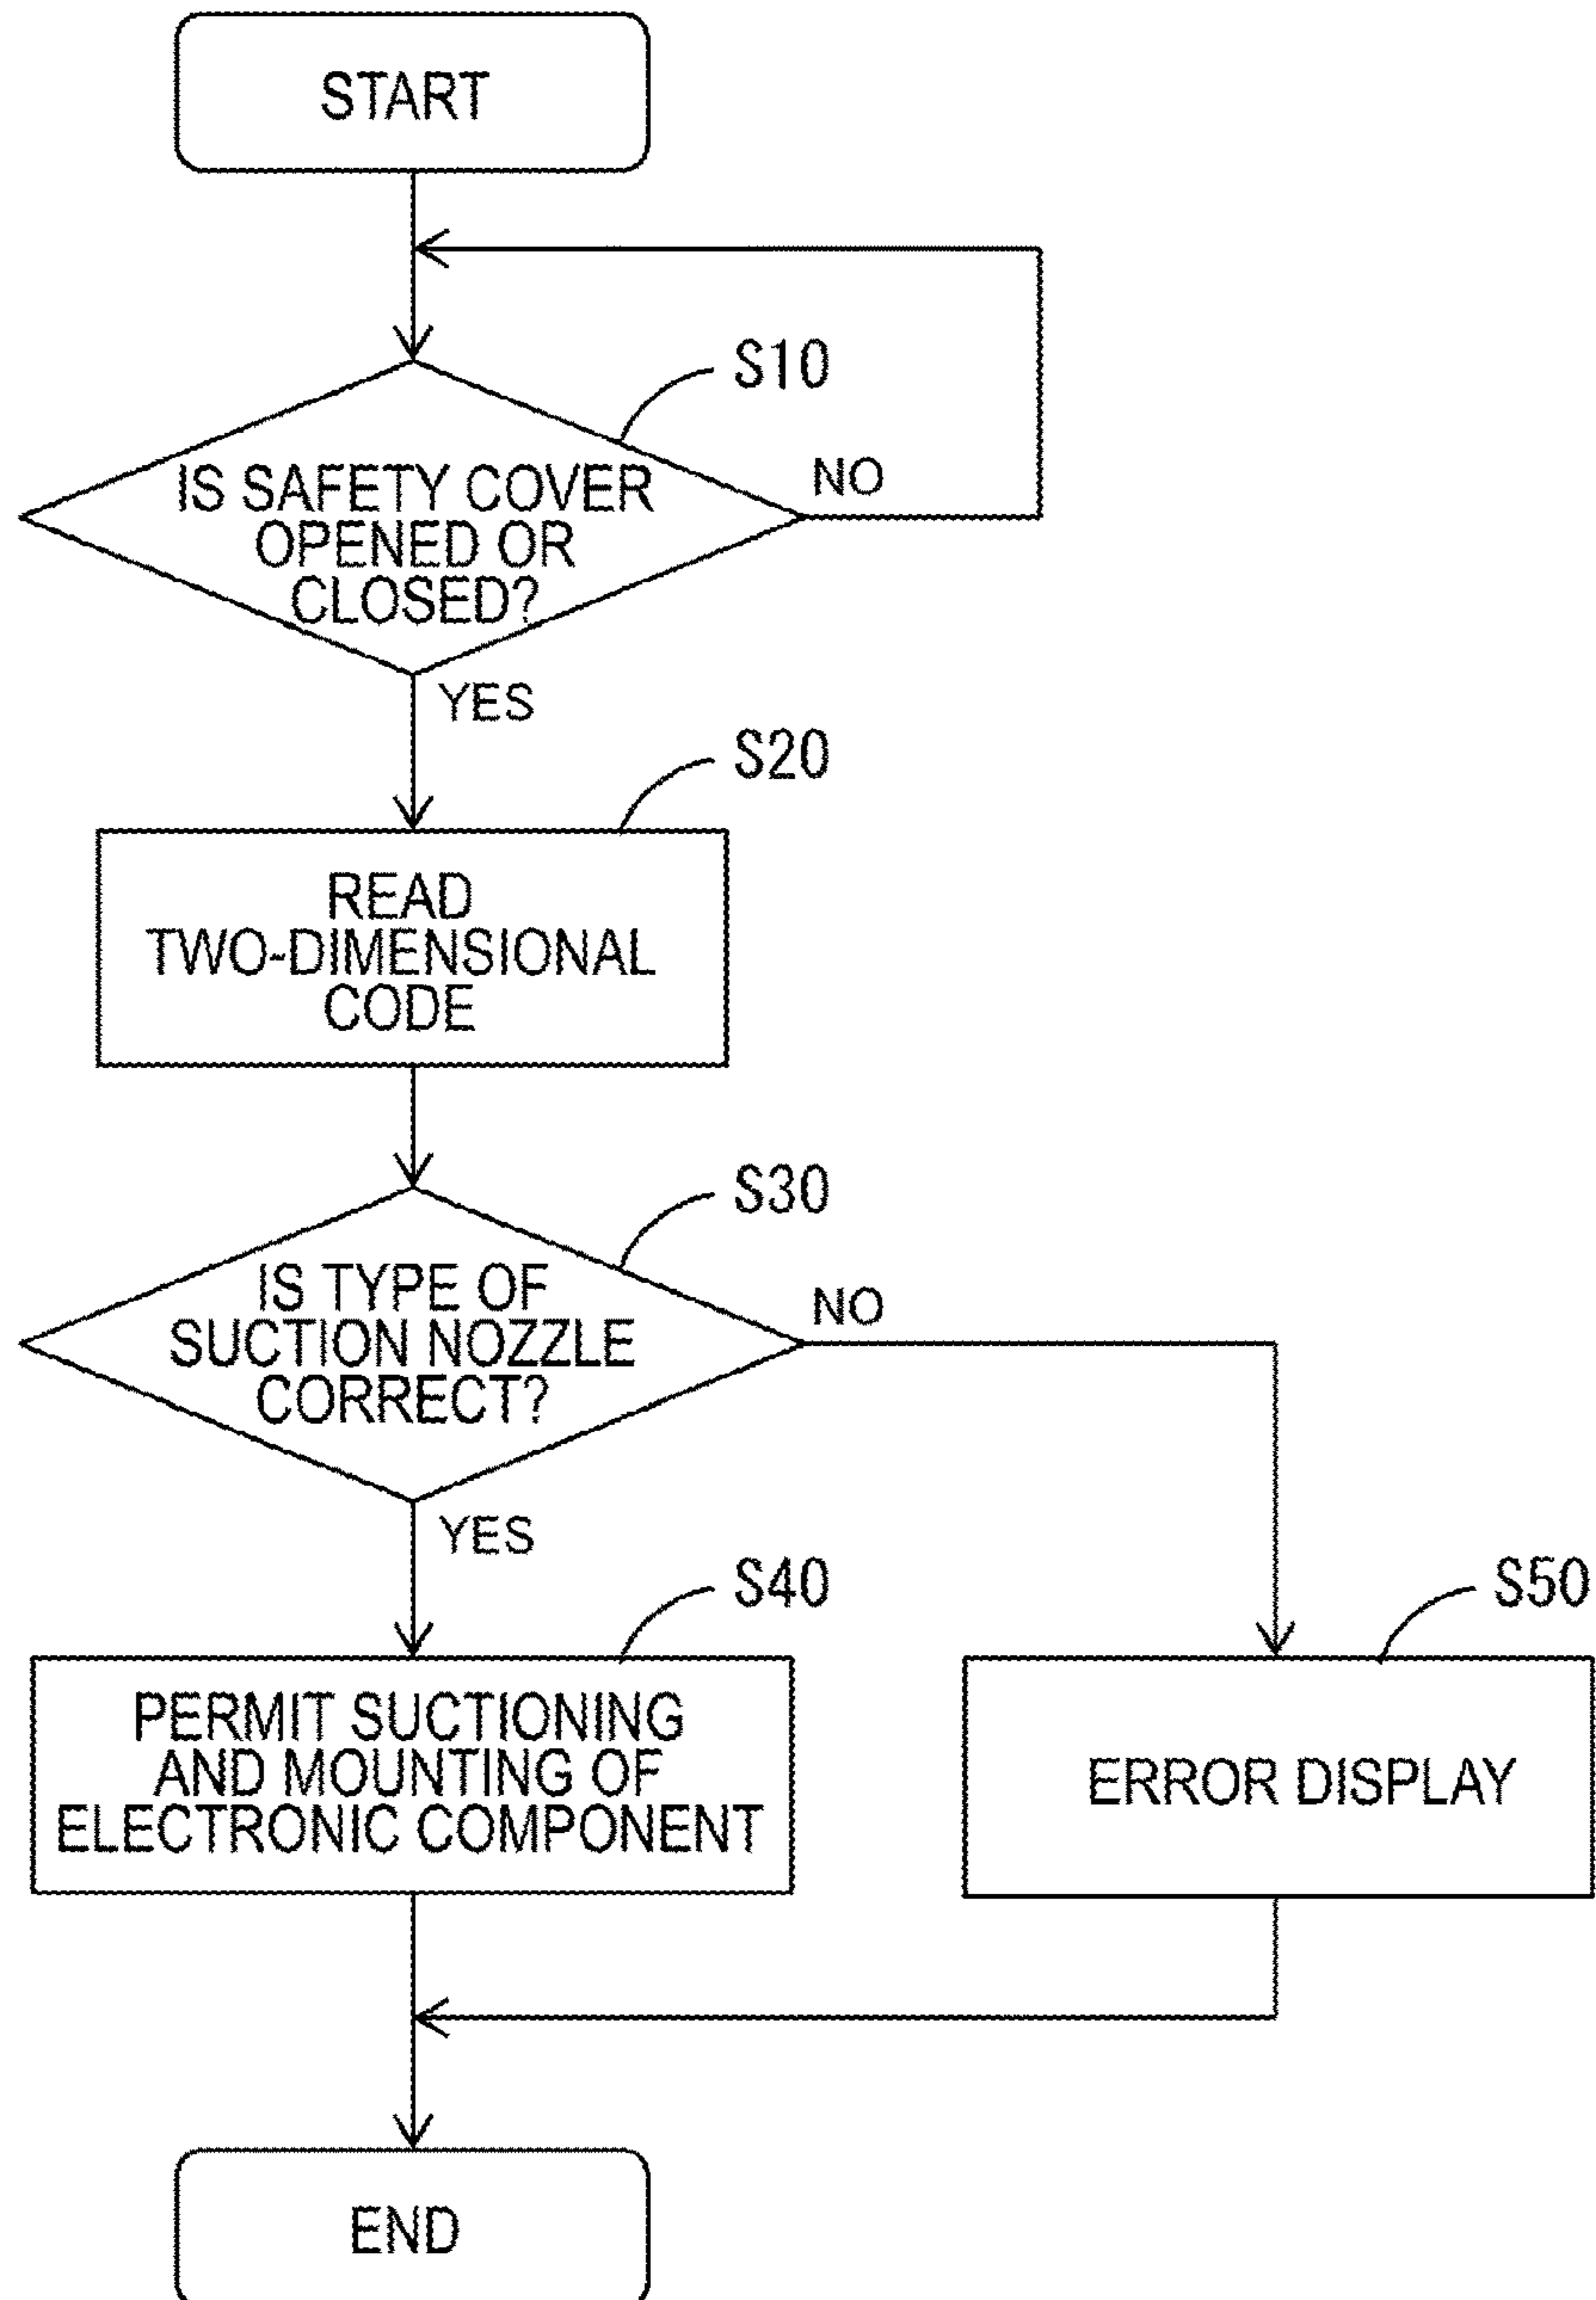 START
S10
IS SAFETY COVER
OPENED OR
CLOSED?
NO
YES
S20
READ
TWO-DIMENSIONAL
CODE
S30
IS TYPE OF
SUCTION NOZZLE
CORRECT?
NO
YES
S40
PERMIT SUCTIONING
AND MOUNTING OF
ELECTRONIC COMPONENT
S50
ERROR DISPLAY
END